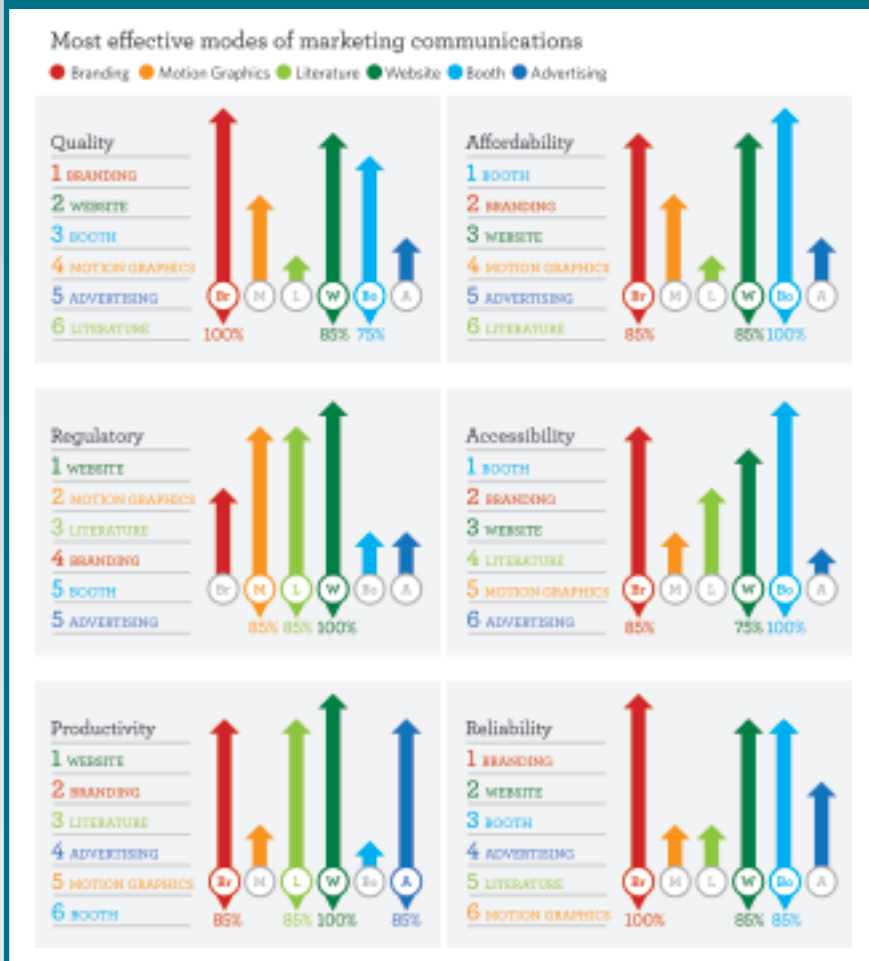 Most effective modes of marketing communications
Branding Motion Graphics Literature Website Booth Advertising
Quality
1 BRANDING
2 WEBSITE
3 BOOTH
4 MOTION GRAPHICS
5 ADVERTISING
6 LITERATURE
Br M L W Bo A
100% 85% 75%
Affordability
1 BOOTH
2 BRANDING
3 WEBSITE
4 MOTION GRAPHICS
5 ADVERTISING
6 LITERATURE
Br M L W Bo A
85% 85% 100%
Regulatory
1 WEBSITE
2 MOTION GRAPHICS
3 LITERATURE
4 BRANDING
5 BOOTH
5 ADVERTISING
Br M L W Bo A
85% 85% 100%
Accessibility
1 BOOTH
2 BRANDING
3 WEBSITE
4 LITERATURE
5 MOTION GRAPHICS
6 ADVERTISING
Br M L W Bo A
85% 75% 100%
Productivity
1 WEBSITE
2 BRANDING
3 LITERATURE
4 ADVERTISING
5 MOTION GRAPHICS
6 BOOTH
Br M L W Bo A
85% 85% 100% 85%
Reliability
1 BRANDING
2 WEBSITE
3 BOOTH
4 ADVERTISING
5 LITERATURE
6 MOTION GRAPHICS
Br M L W Bo A
100% 85% 85%